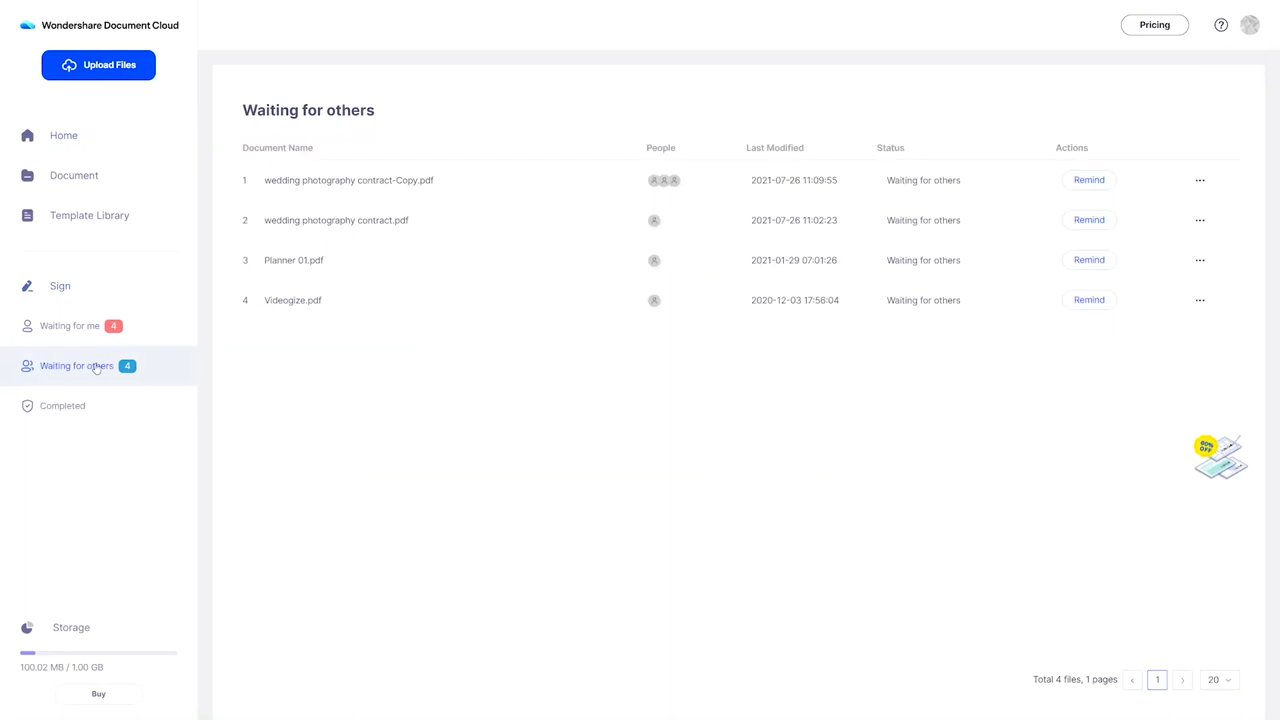 Wondershare Document Cloud
Pricing
Upload Files
Home
Document
Template Library
Sign
Waiting for me 4
Waiting for others 4
Completed
Storage
100.02 MB / 1.00 GB
Buy
Waiting for others
Document Name People Last Modified Status Actions
1 wedding photography contract-Copy.pdf 2021-07-26 11:09:55 Waiting for others Remind ...
2 wedding photography contract.pdf 2021-07-26 11:02:23 Waiting for others Remind ...
3 Planner 01.pdf 2021-01-29 07:01:26 Waiting for others Remind ...
4 Videogize.pdf 2020-12-03 17:56:04 Waiting for others Remind ...
60%
OFF
Total 4 files, 1 pages < 1 > 20